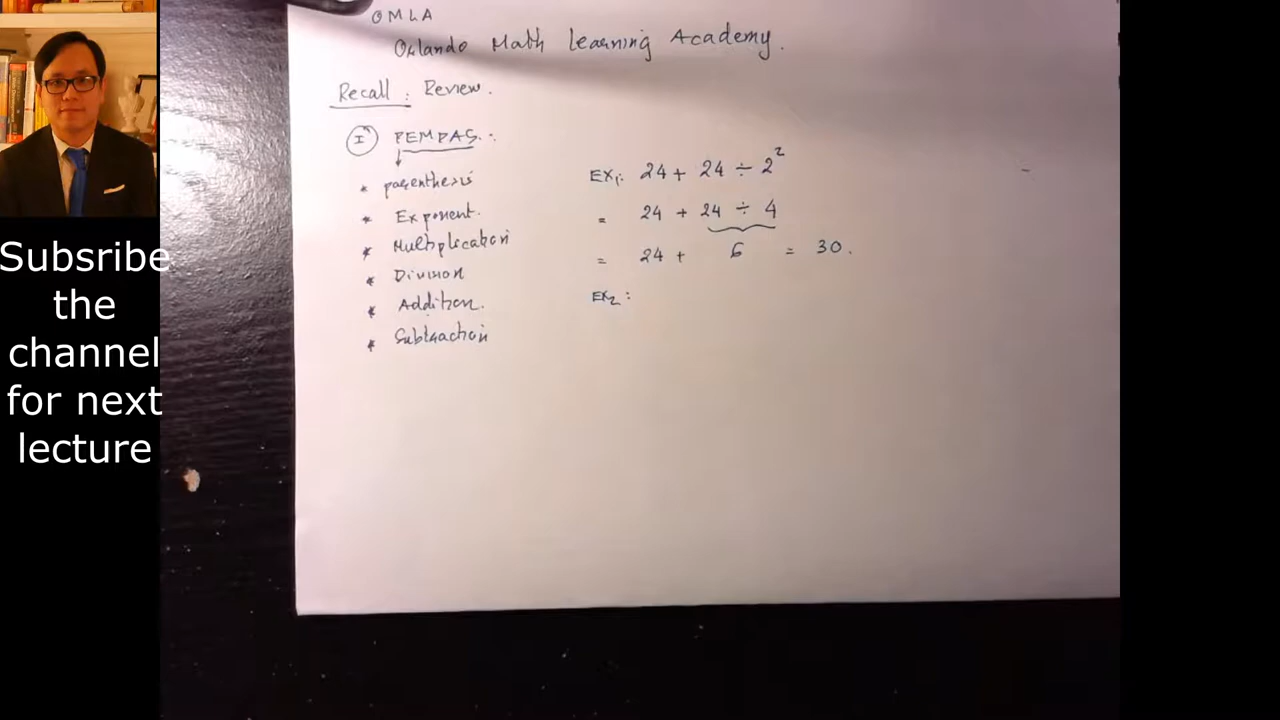 OMLA
Orlando Math Learning Academy.
Recall : Review.
I PEMPAS :
* parenthesis
* Exponent.
* Multiplication
* Division
* Addition.
* Subtraction
EX1: 24 + 24 ÷ 2²
= 24 + 24 ÷ 4
= 24 + 6 = 30.
EX2 :
Subsribe
the
channel
for next
lecture